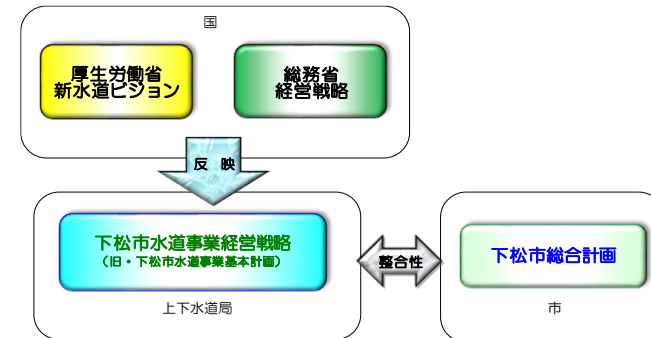 国
厚生労働省
新水道ビジョン
総務省
経営戦略
反 映
下松市水道事業経営戦略
(旧・下松市水道事業基本計画)
上下水道局
整合性
下松市総合計画
市